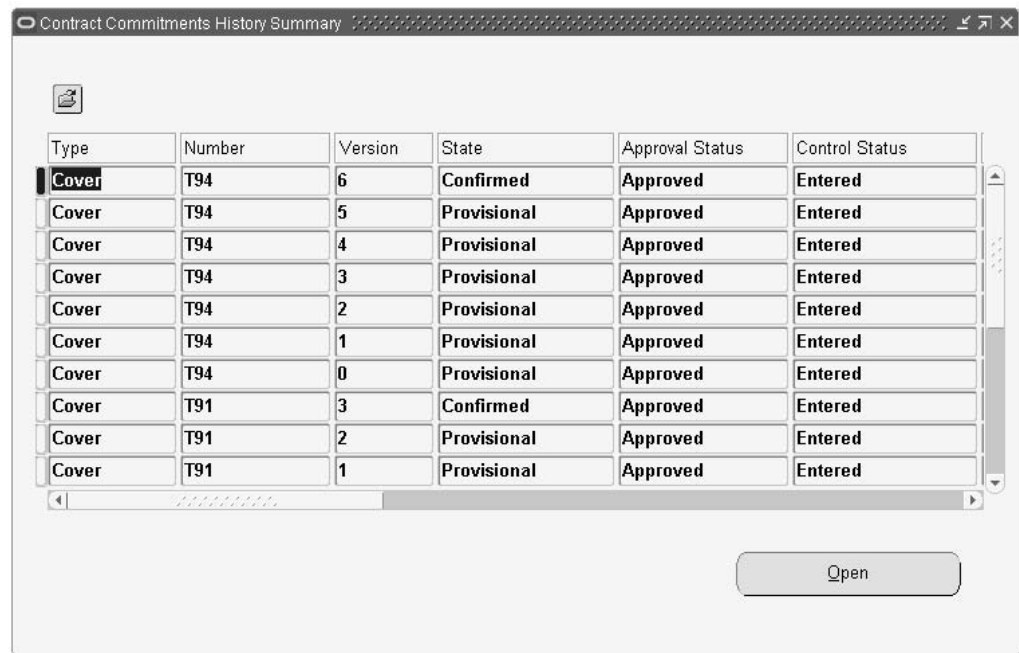 Contract Commitments History Summary
Type Number Version State Approval Status Control Status
Cover T94 6 Confirmed Approved Entered
Cover T94 5 Provisional Approved Entered
Cover T94 4 Provisional Approved Entered
Cover T94 3 Provisional Approved Entered
Cover T94 2 Provisional Approved Entered
Cover T94 1 Provisional Approved Entered
Cover T94 0 Provisional Approved Entered
Cover T91 3 Confirmed Approved Entered
Cover T91 2 Provisional Approved Entered
Cover T91 1 Provisional Approved Entered
Open